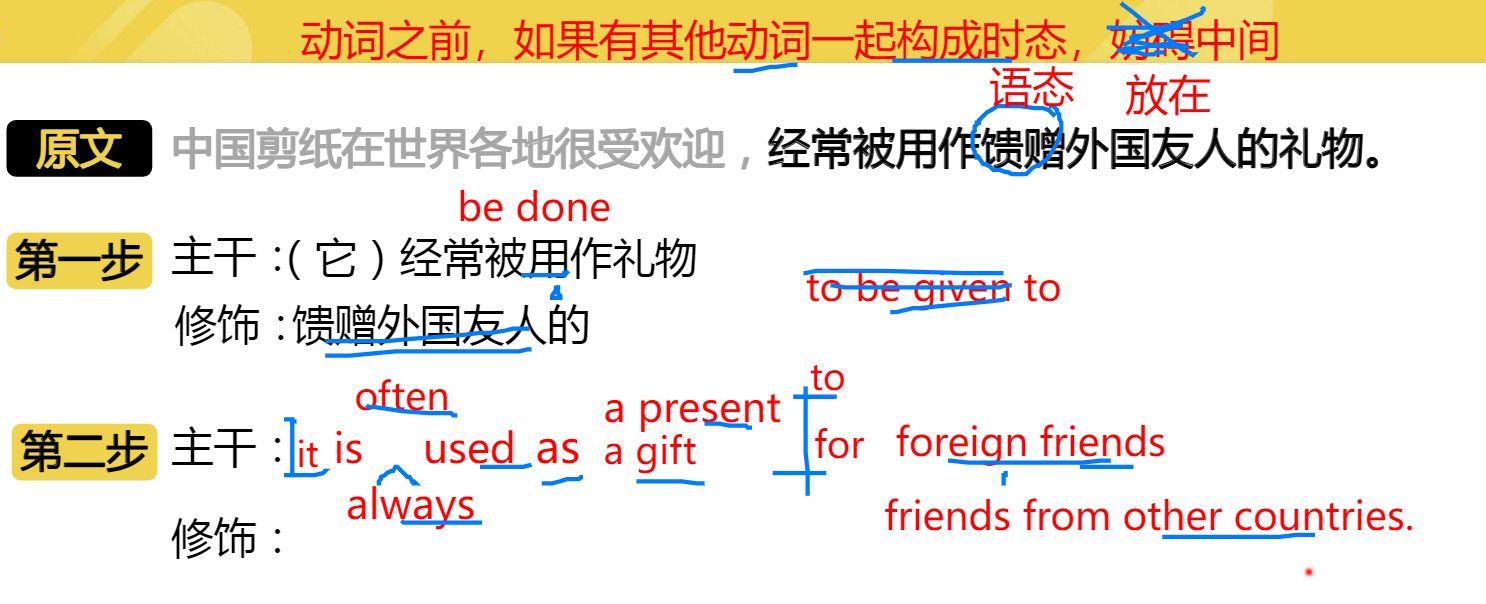 动词之前，如果有其他动词一起构成时态，妨碍中间
语态 放在
原文 中国剪纸在世界各地很受欢迎，经常被用作馈赠外国友人的礼物。
be done
第一步 主干：（它）经常被用作礼物
to be given to
修饰：馈赠外国友人的
often a present to
第二步 主干：it is used as a gift for foreign friends
always
friends from other countries.
修饰：